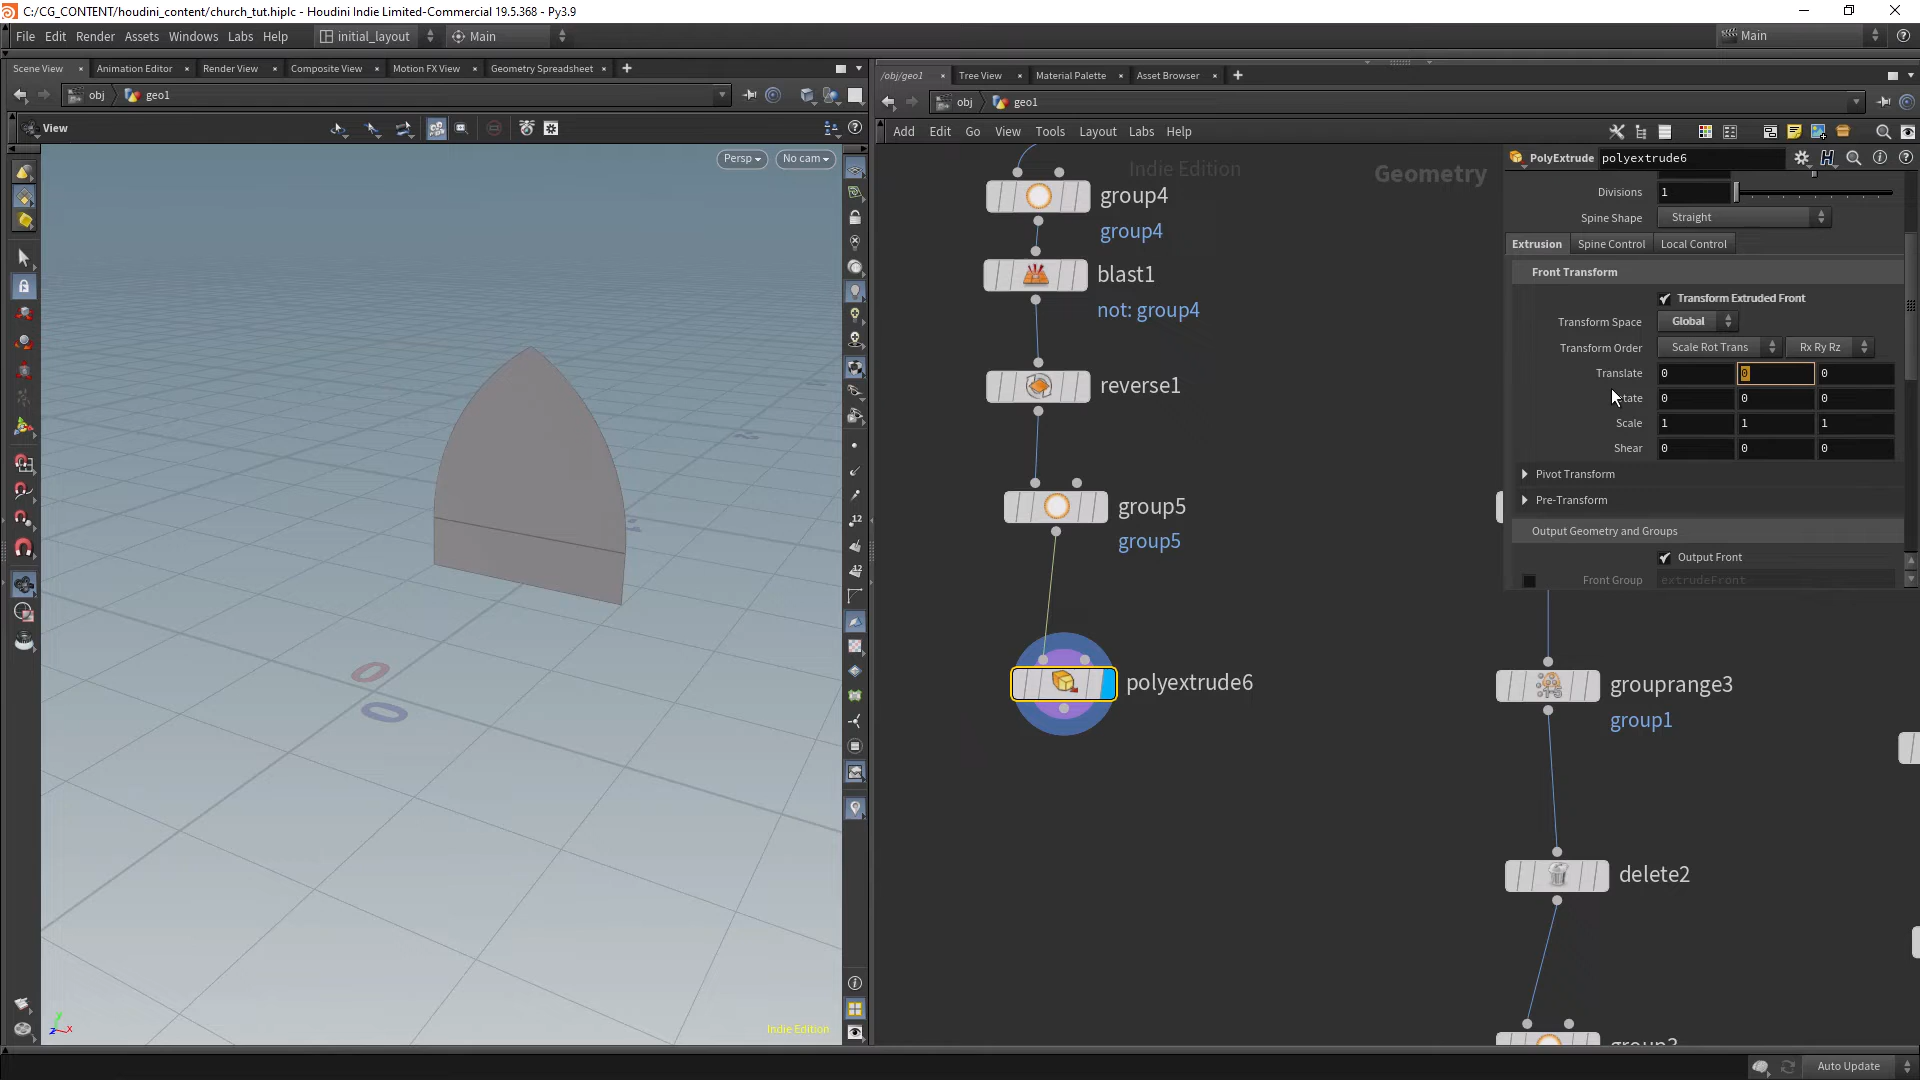 C:/CG_CONTENT/houdini_content/church_tut.hiplc - Houdini Indie Limited-Commercial 19.5.368 - Py3.9
File Edit Render Assets Windows Labs Help initial_layout Main Main
Scene View Animation Editor Render View Composite View Motion FX View Geometry Spreadsheet
/obj/geo1 Tree View Material Palette Asset Browser
obj geo1
obj geo1
View
Add Edit Go View Tools Layout Labs Help
Persp No cam
Indie Edition
Geometry
PolyExtrude polyextrude6
Divisions 1
Spine Shape Straight
Extrusion Spine Control Local Control
Front Transform
Transform Extruded Front
Transform Space Global
Transform Order Scale Rot Trans Rx Ry Rz
Translate 0 0 0
tate 0 0 0
Scale 1 1 1
Shear 0 0 0
Pivot Transform
Pre-Transform
Output Geometry and Groups
Output Front
Front Group extrudeFront
group4
group4
blast1
not: group4
reverse1
group5
group5
polyextrude6
grouprange3
group1
delete2
12
12
0
0
y
z x
Indie Edition
Auto Update